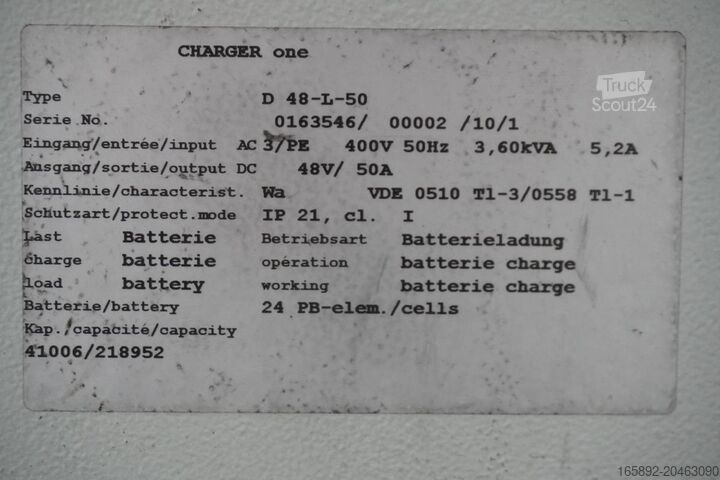 CHARGER one
Truck
Scout24
Type D 48-L-50
Serie No. 0163546/ 00002 /10/1
Eingang/entrée/input AC 3/PE 400V 50Hz 3,60kVA 5,2A
Ansgang/sortie/output DC 48V/ 50A
Kennlinie/characterist. Wa VDE 0510 Tl-3/0558 Tl-1
Schutzart/protect.mode IP 21, cl. I
Last Batterie Betriebsart Batterieladung
charge batterie opération batterie charge
load battery working batterie charge
Batterie/battery 24 PB-elem./cells
Kap./capacité/capacity
41006/218952
165892-20463090